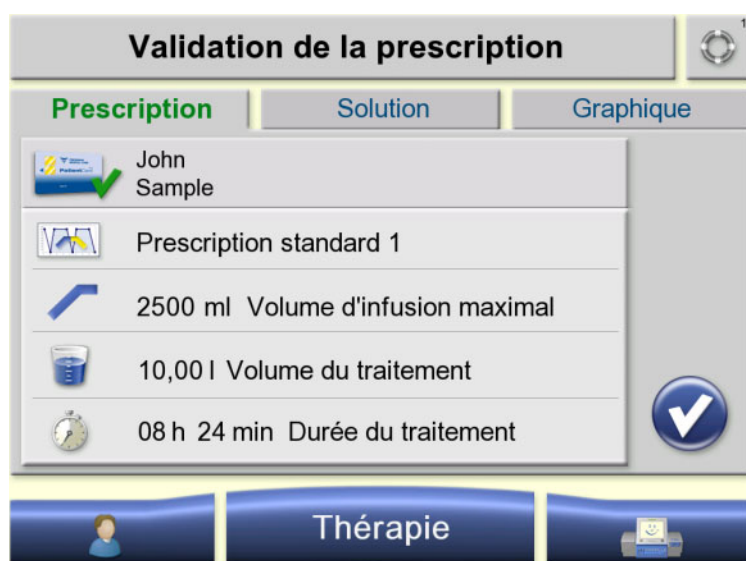 Validation de la prescription
1
Prescription
Solution
Graphique
John
Sample
Prescription standard 1
2500 ml Volume d'infusion maximal
10,00 l Volume du traitement
08 h 24 min Durée du traitement
Thérapie